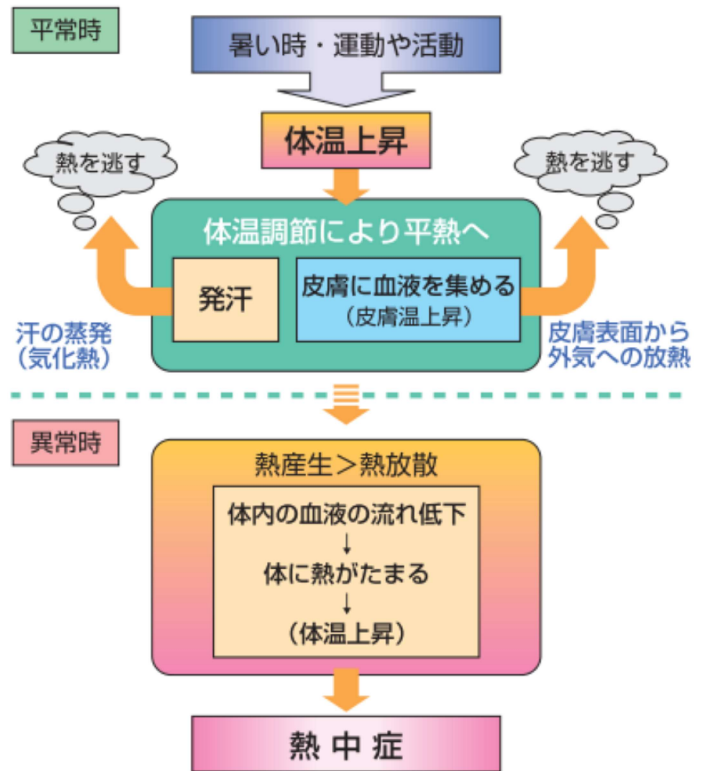 平常時
暑い時・運動や活動
体温上昇
熱を逃す
熱を逃す
体温調節により平熱へ
発汗
皮膚に血液を集める
（皮膚温上昇）
汗の蒸発
（気化熱）
皮膚表面から
外気への放熱
異常時
熱産生＞熱放散
体内の血液の流れ低下
↓
体に熱がたまる
↓
（体温上昇）
熱中症